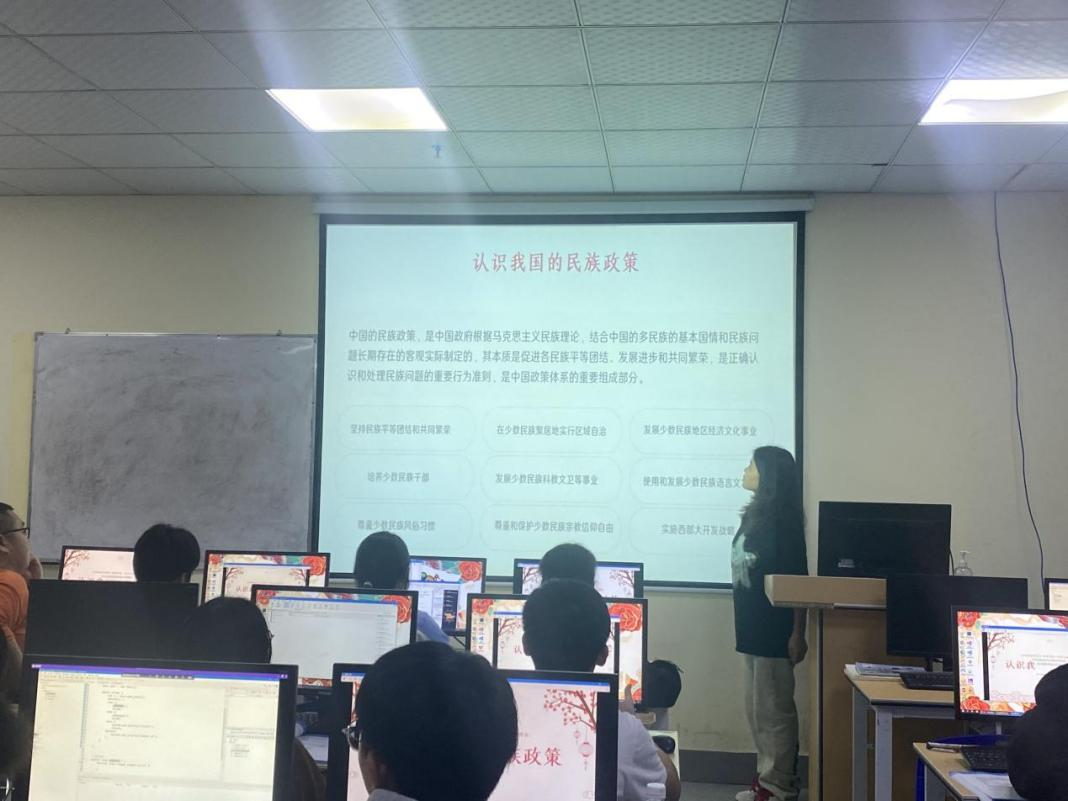 认识我国的民族政策
中国的民族政策，是中国政府根据马克思主义民族理论，结合中国的多民族的基本国情和民族问
题长期存在的客观实际制定的，其本质是促进各民族平等团结、发展进步和共同繁荣，是正确认
识和处理民族问题的重要行为准则，是中国政策体系的重要组成部分。
坚持民族平等团结和共同繁荣
在少数民族聚居地实行区域自治
发展少数民族地区经济文化事业
培养少数民族干部
发展少数民族科教文卫等事业
使用和发展少数民族语言文
尊重少数民族风俗习惯
尊重和保护少数民族宗教信仰自由
实施西部大开发战略
族政策
认识我